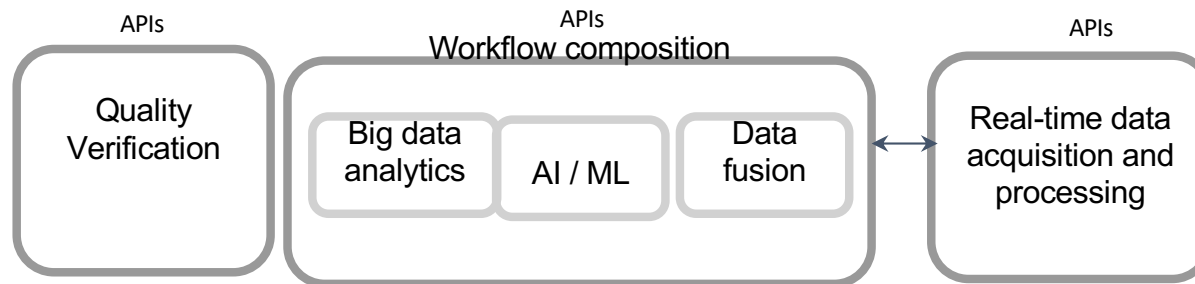 APIs
APIs
APIs
Workflow composition
Quality
Verification
Big data
analytics
AI / ML
Data
fusion
Real-time data
acquisition and
processing